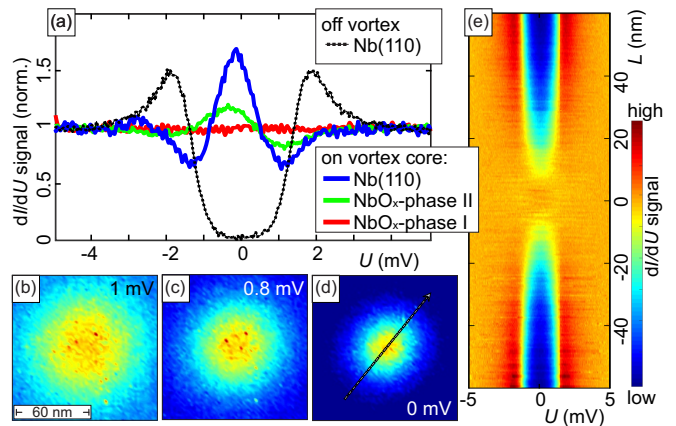 (a)
off vortex
Nb(110)
dI/dU signal (norm.)
1.5
1
0.5
0
on vortex core:
Nb(110)
NbOₓ-phase II
NbOₓ-phase I
-4
-2
0
2
U (mV)
(b)
1 mV
60 nm
(c)
0.8 mV
(d)
0 mV
(e)
L (nm)
40
20
0
-20
-40
-5
0
5
U (mV)
high
dI/dU signal
low